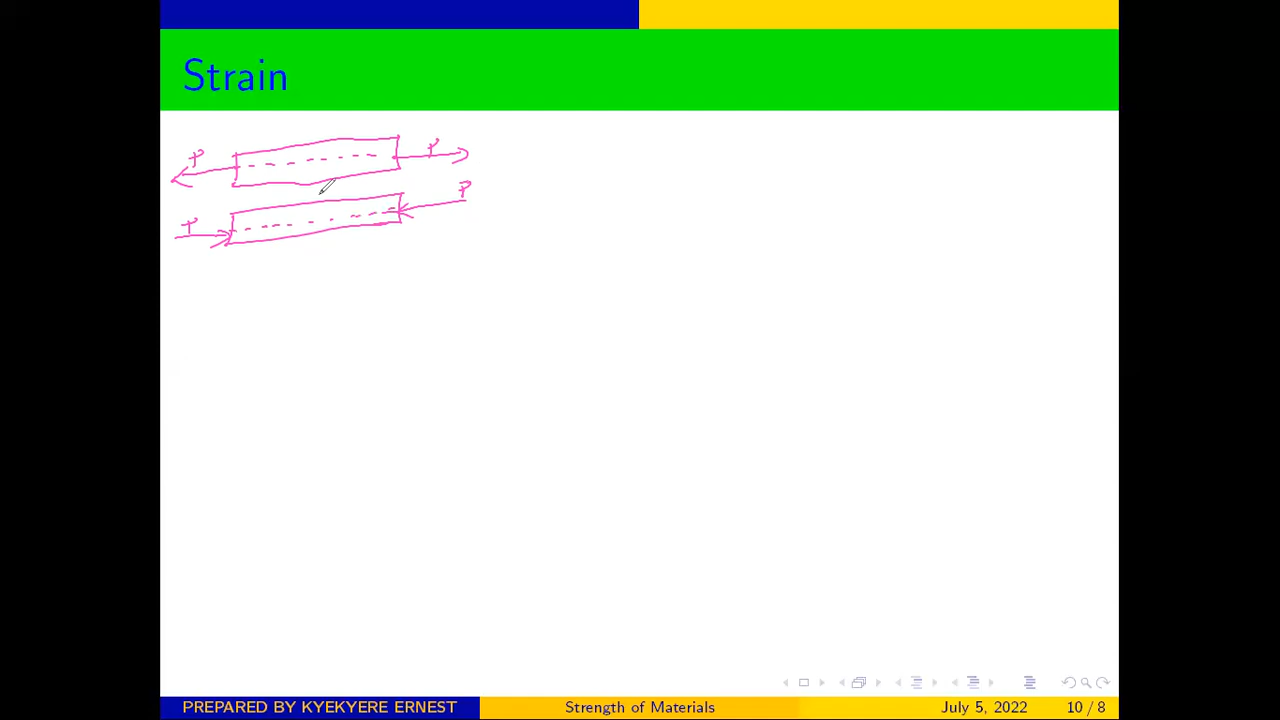 Strain
P P
P P
PREPARED BY KYEKYERE ERNEST Strength of Materials July 5, 2022 10 / 8